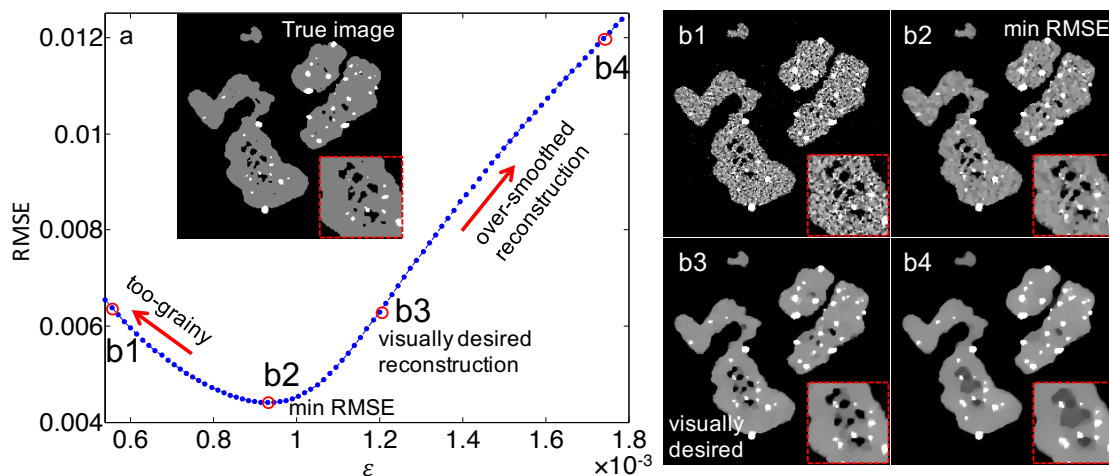 a
True image
0.012
0.01
0.008
0.006
0.004
RMSE
0.6
0.8
1
1.2
1.4
1.6
1.8
ε
×10⁻³
too-grainy
b1
b2
min RMSE
b3
visually desired
reconstruction
over-smoothed
reconstruction
b4
b1
b2
min RMSE
b3
visually
desired
b4